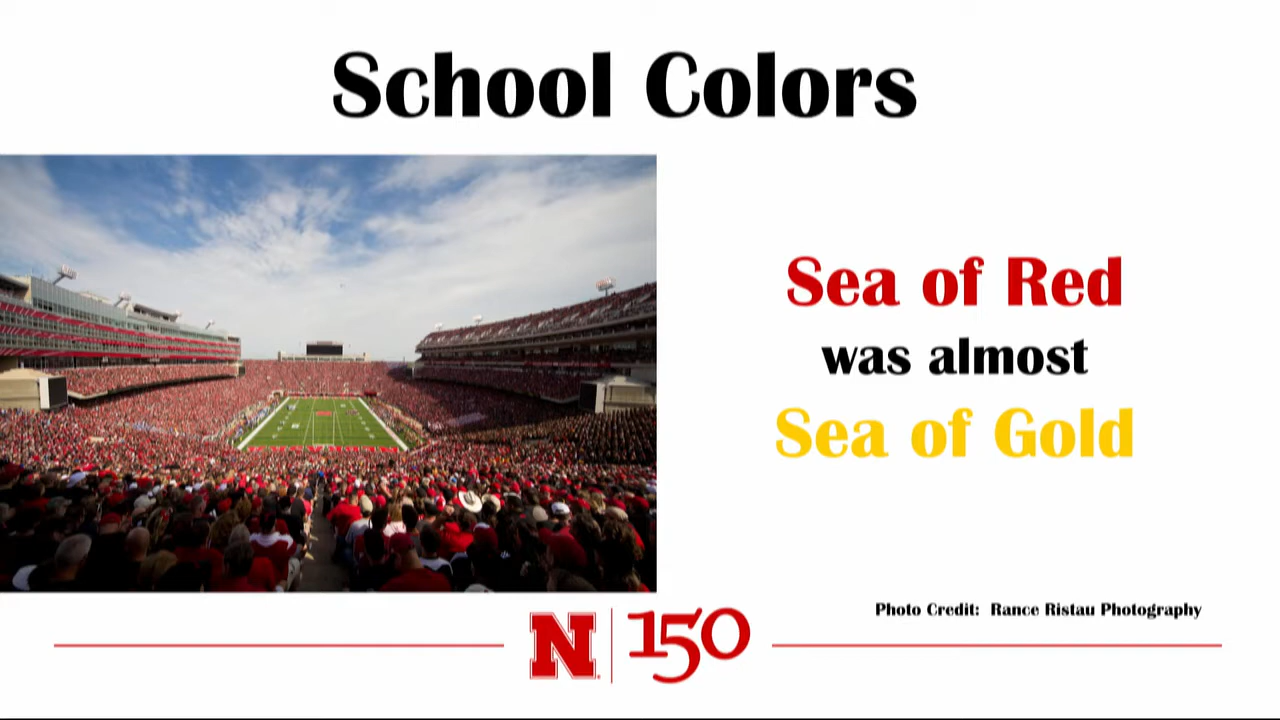 School Colors
Sea of Red
was almost
Sea of Gold
Photo Credit: Rance Ristau Photography
N 150